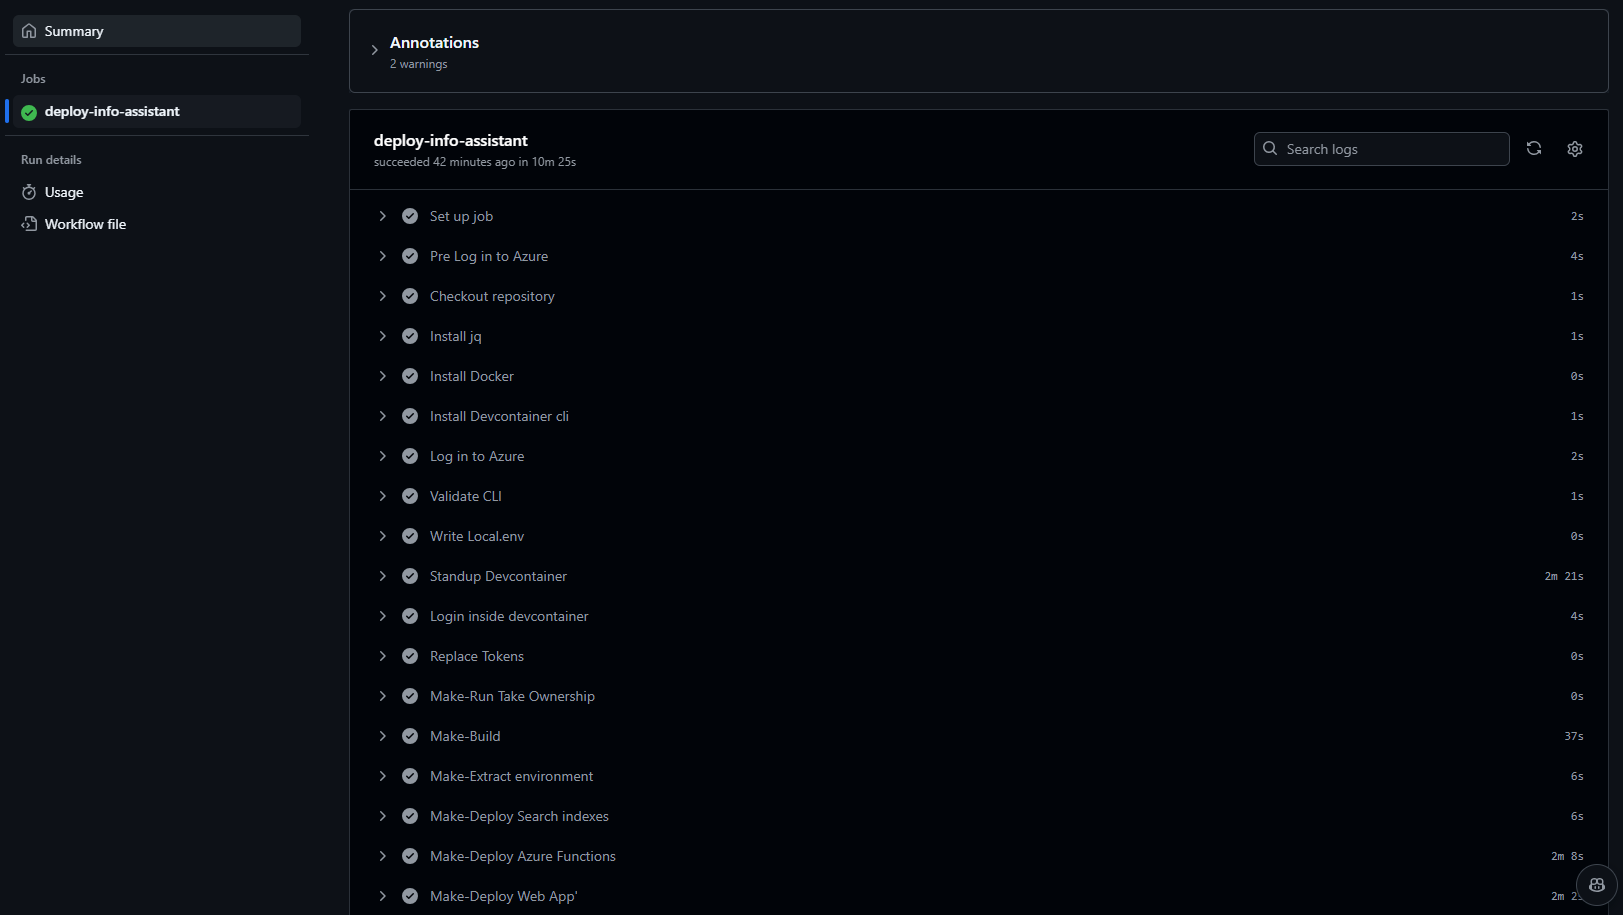 Summary
Jobs
deploy-info-assistant
Run details
Usage
Workflow file
Annotations
2 warnings
deploy-info-assistant
succeeded 42 minutes ago in 10m 25s
Search logs
Set up job 2s
Pre Log in to Azure 4s
Checkout repository 1s
Install jq 1s
Install Docker 0s
Install Devcontainer cli 1s
Log in to Azure 2s
Validate CLI 1s
Write Local.env 0s
Standup Devcontainer 2m 21s
Login inside devcontainer 4s
Replace Tokens 0s
Make-Run Take Ownership 0s
Make-Build 37s
Make-Extract environment 6s
Make-Deploy Search indexes 6s
Make-Deploy Azure Functions 2m 8s
Make-Deploy Web App' 2m